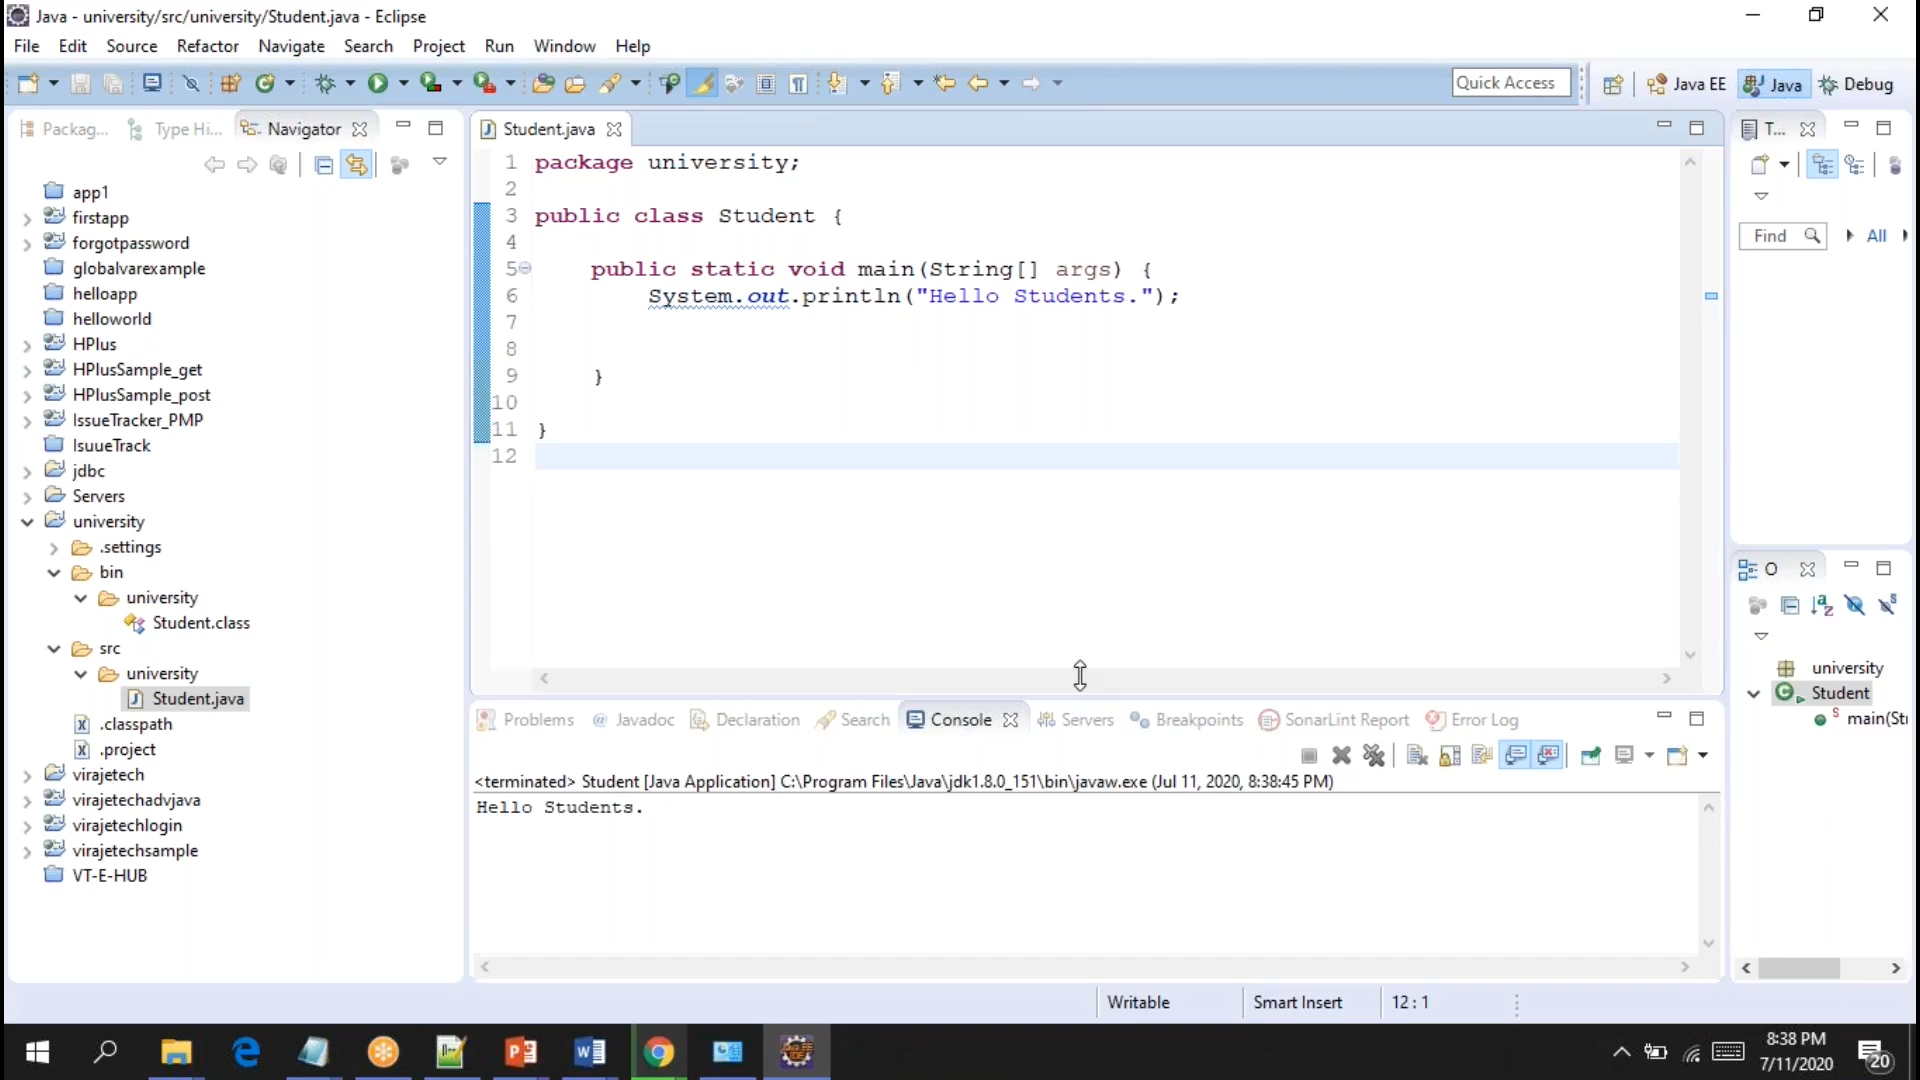 Java - university/src/university/Student.java - Eclipse
File Edit Source Refactor Navigate Search Project Run Window Help
Quick Access Java EE Java Debug
Packag... Type Hi... Navigator
app1
firstapp
forgotpassword
globalvarexample
helloapp
helloworld
HPlus
HPlusSample_get
HPlusSample_post
IssueTracker_PMP
IsuueTrack
jdbc
Servers
university
.settings
bin
university
Student.class
src
university
Student.java
.classpath
.project
virajetech
virajetechadvjava
virajetechlogin
virajetechsample
VT-E-HUB
Student.java
1 package university;
2
3 public class Student {
4
5 public static void main(String[] args) {
6 System.out.println("Hello Students.");
7
8
9 }
10
11 }
12
Problems Javadoc Declaration Search Console Servers Breakpoints SonarLint Report Error Log
<terminated> Student [Java Application] C:\Program Files\Java\jdk1.8.0_151\bin\javaw.exe (Jul 11, 2020, 8:38:45 PM)
Hello Students.
T...
Find All
O
university
Student
main(Stri
Writable Smart Insert 12 : 1
8:38 PM
7/11/2020
20